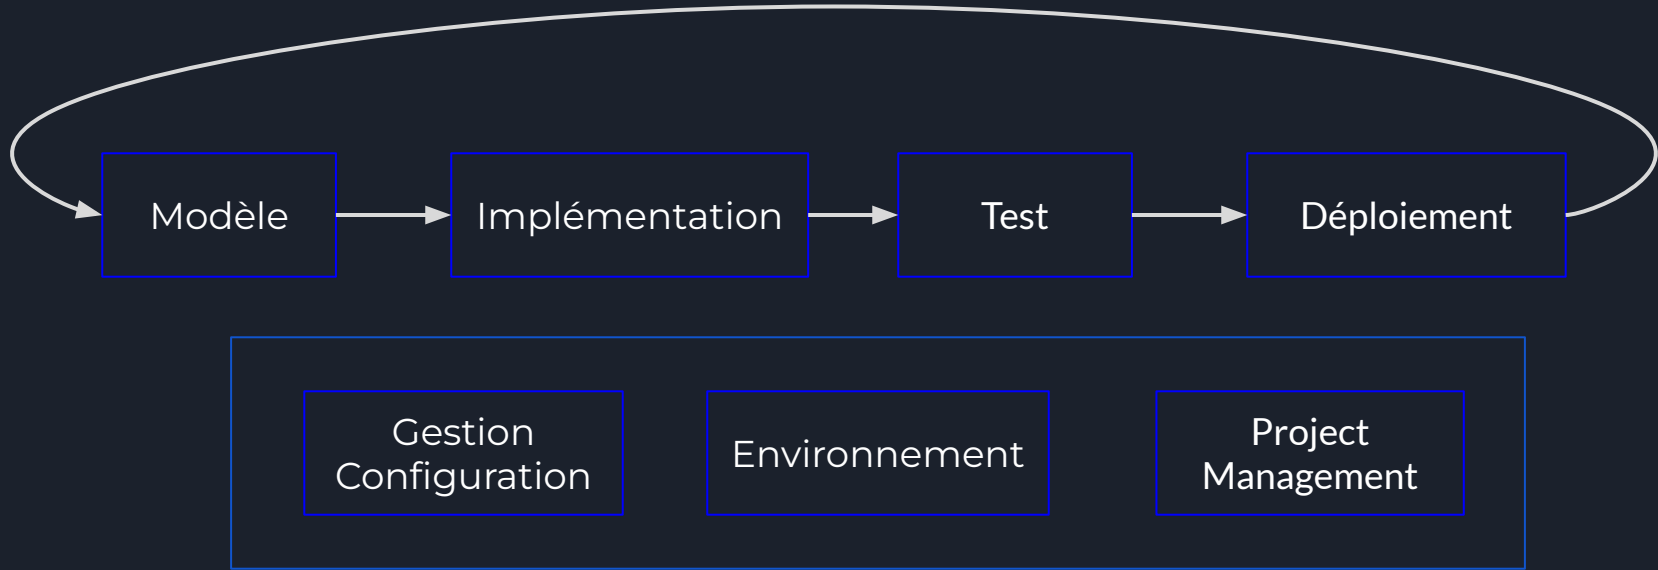 Modèle
Implémentation
Test
Déploiement
Gestion
Configuration
Environnement
Project
Management